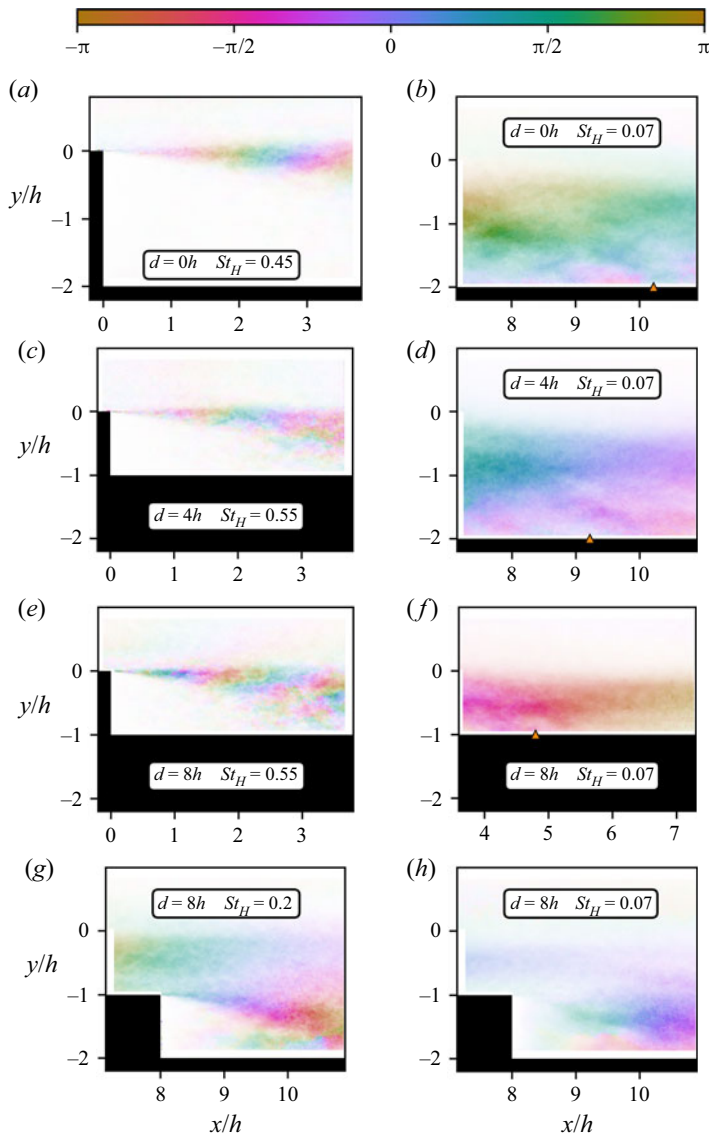 −π −π/2 0 π/2 π
(a) (b)
d = 0h St_H = 0.07
0 0
y/h −1 −1
d = 0h St_H = 0.45
−2 −2
0 1 2 3 8 9 10
(c) (d)
d = 4h St_H = 0.07
0 0
y/h −1 −1
d = 4h St_H = 0.55
−2 −2
0 1 2 3 8 9 10
(e) (f)
0 0
y/h −1 −1
d = 8h St_H = 0.55 d = 8h St_H = 0.07
−2 −2
0 1 2 3 4 5 6 7
(g) (h)
d = 8h St_H = 0.2 d = 8h St_H = 0.07
0 0
y/h −1 −1
−2 −2
8 9 10 8 9 10
x/h x/h